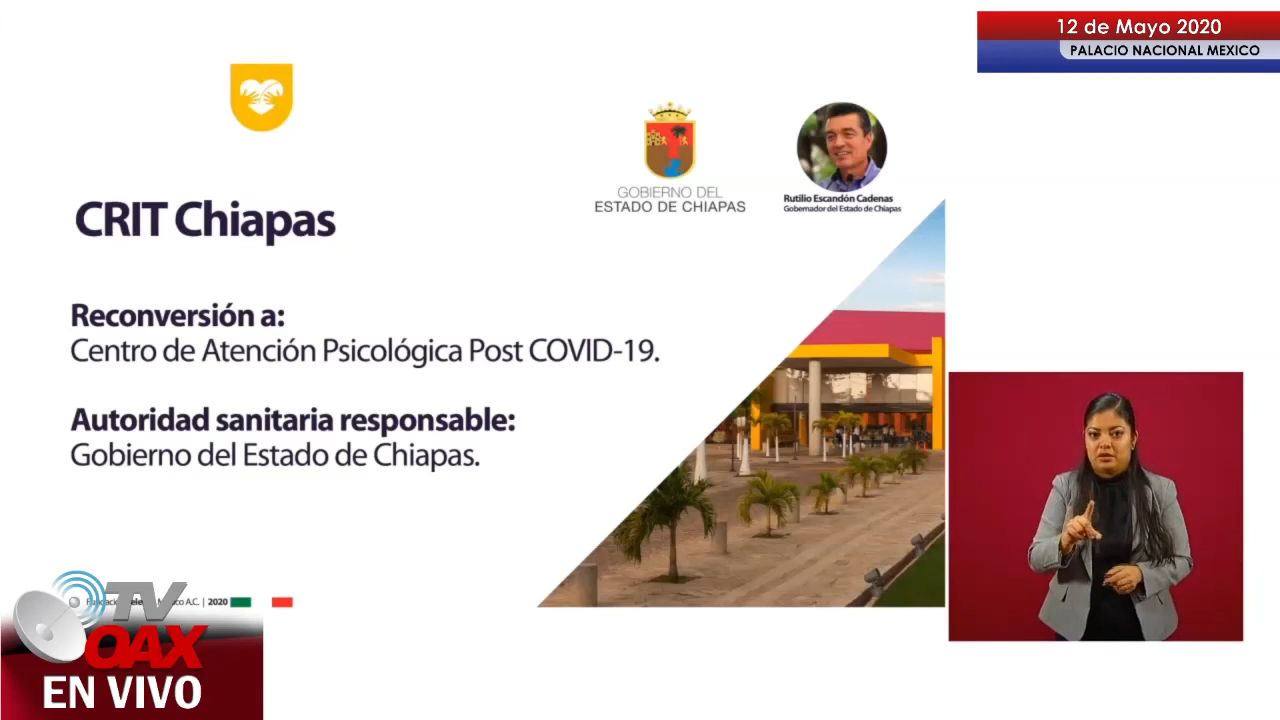 12 de Mayo 2020
PALACIO NACIONAL MEXICO
GOBIERNO DEL
ESTADO DE CHIAPAS
Rutilio Escandón Cadenas
Gobernador del Estado de Chiapas
CRIT Chiapas
Reconversión a:
Centro de Atención Psicológica Post COVID-19.
Autoridad sanitaria responsable:
Gobierno del Estado de Chiapas.
A.C. | 2020
TV
OAX
EN VIVO